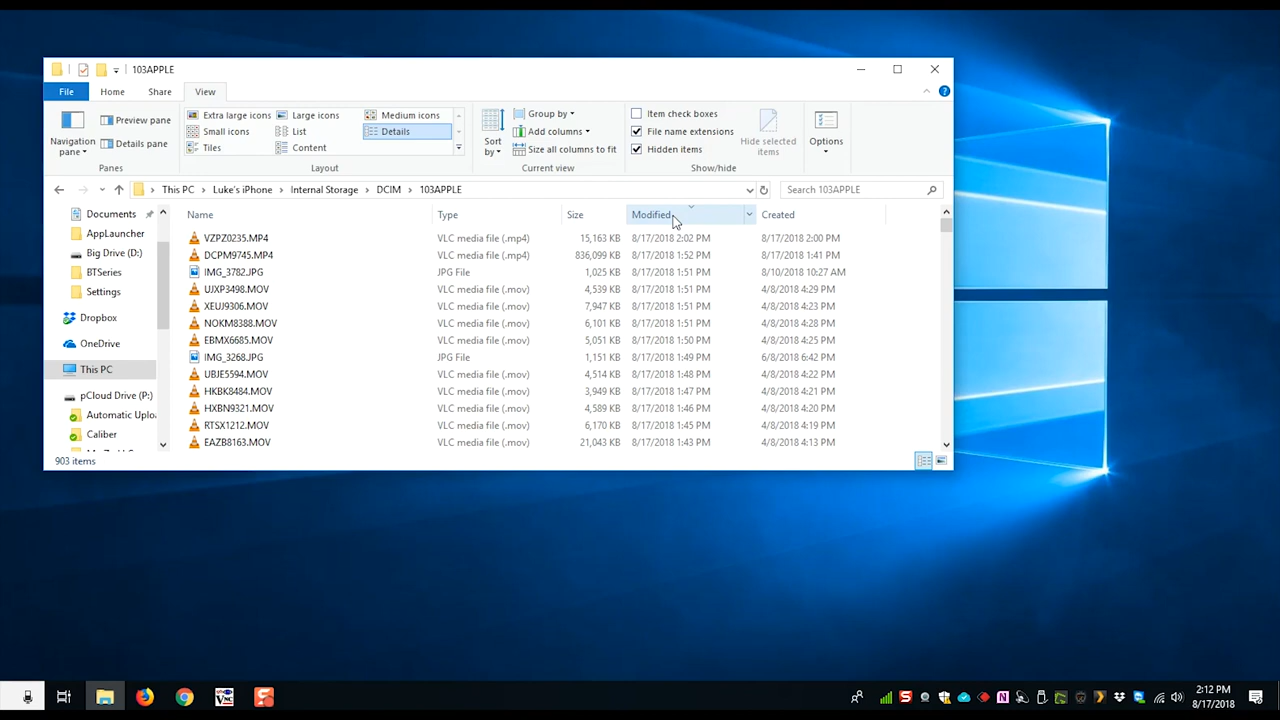 103APPLE
File Home Share View
Navigation pane
Preview pane
Details pane
Panes
Extra large icons Large icons Medium icons
Small icons List Details
Tiles Content
Layout
Sort by
Group by
Add columns
Size all columns to fit
Current view
Item check boxes
File name extensions
Hidden items
Hide selected items
Show/hide
Options
This PC > Luke's iPhone > Internal Storage > DCIM > 103APPLE
Search 103APPLE
Documents
AppLauncher
Big Drive (D:)
BTSeries
Settings
Dropbox
OneDrive
This PC
pCloud Drive (P:)
Automatic Uplo
Caliber
Name Type Size Modified Created
VZPZ0235.MP4 VLC media file (.mp4) 15,163 KB 8/17/2018 2:02 PM 8/17/2018 2:00 PM
DCPM9745.MP4 VLC media file (.mp4) 836,099 KB 8/17/2018 1:52 PM 8/17/2018 1:41 PM
IMG_3782.JPG JPG File 1,025 KB 8/17/2018 1:51 PM 8/10/2018 10:27 AM
UJXP3498.MOV VLC media file (.mov) 4,539 KB 8/17/2018 1:51 PM 4/8/2018 4:29 PM
XEUJ9306.MOV VLC media file (.mov) 7,947 KB 8/17/2018 1:51 PM 4/8/2018 4:23 PM
NOKM8388.MOV VLC media file (.mov) 6,101 KB 8/17/2018 1:51 PM 4/8/2018 4:28 PM
EBMX6685.MOV VLC media file (.mov) 5,051 KB 8/17/2018 1:50 PM 4/8/2018 4:25 PM
IMG_3268.JPG JPG File 1,151 KB 8/17/2018 1:49 PM 6/8/2018 6:42 PM
UBJE5594.MOV VLC media file (.mov) 4,514 KB 8/17/2018 1:48 PM 4/8/2018 4:22 PM
HKBK8484.MOV VLC media file (.mov) 3,949 KB 8/17/2018 1:47 PM 4/8/2018 4:21 PM
HXBN9321.MOV VLC media file (.mov) 4,589 KB 8/17/2018 1:46 PM 4/8/2018 4:20 PM
RTSX1212.MOV VLC media file (.mov) 6,170 KB 8/17/2018 1:45 PM 4/8/2018 4:19 PM
EAZB8163.MOV VLC media file (.mov) 21,043 KB 8/17/2018 1:43 PM 4/8/2018 4:13 PM
903 items
2:12 PM
8/17/2018